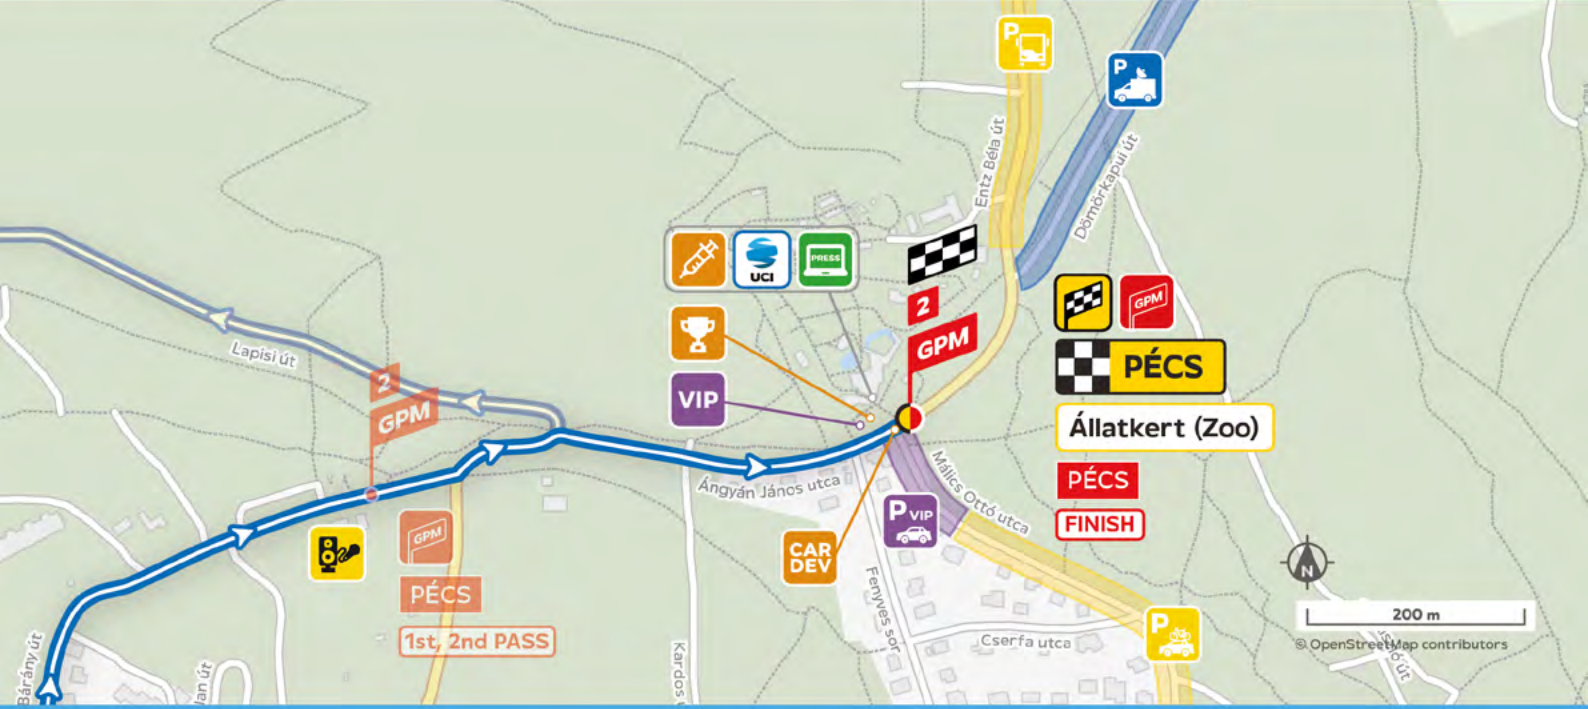 P
P
Entz Béla út
Dömörkapui út
UCI
PRESS
2
GPM
GPM
PÉCS
Állatkert (Zoo)
PÉCS
FINISH
Lapisi út
2
GPM
VIP
Ángyán János utca
Málics Ottó utca
P VIP
CAR
DEV
GPM
PÉCS
1st, 2nd PASS
Fenyves sor
Cserfa utca
P
N
200 m
© OpenStreetMap contributors
Bárány út
Kardos u